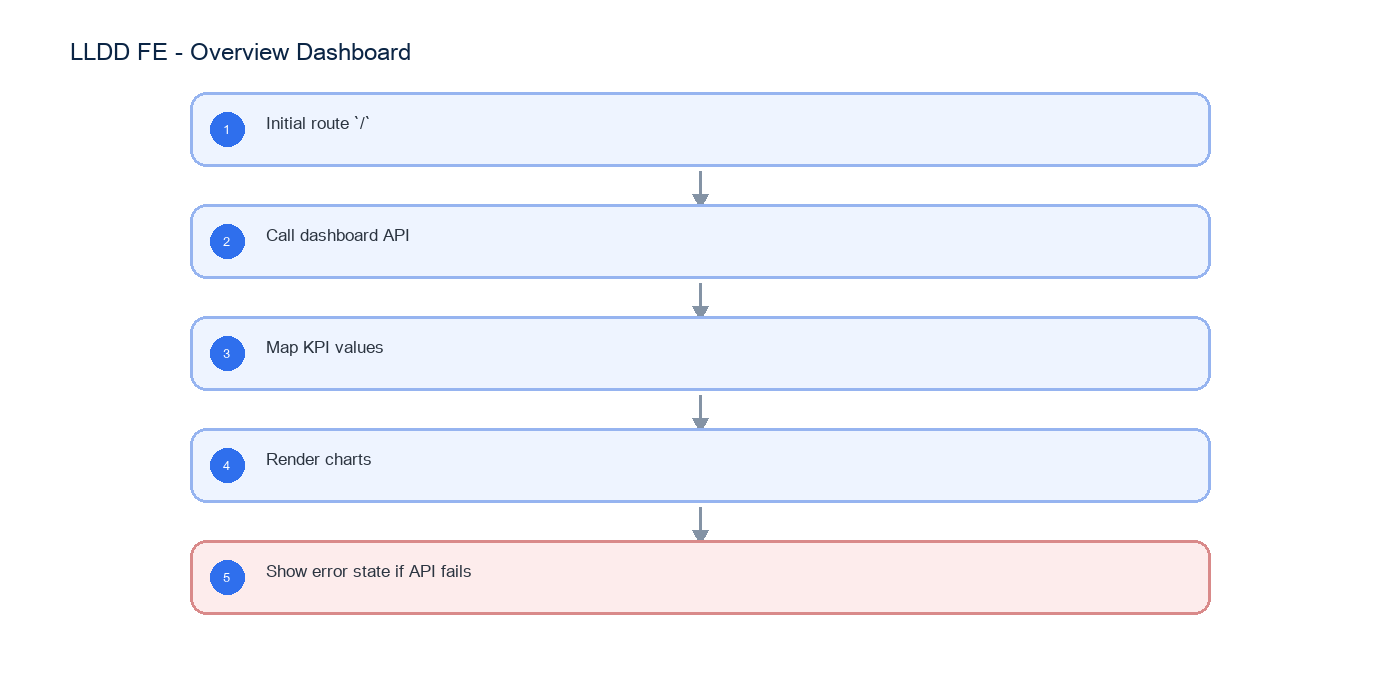 LLDD FE - Overview Dashboard
1 Initial route `/`
2 Call dashboard API
3 Map KPI values
4 Render charts
5 Show error state if API fails